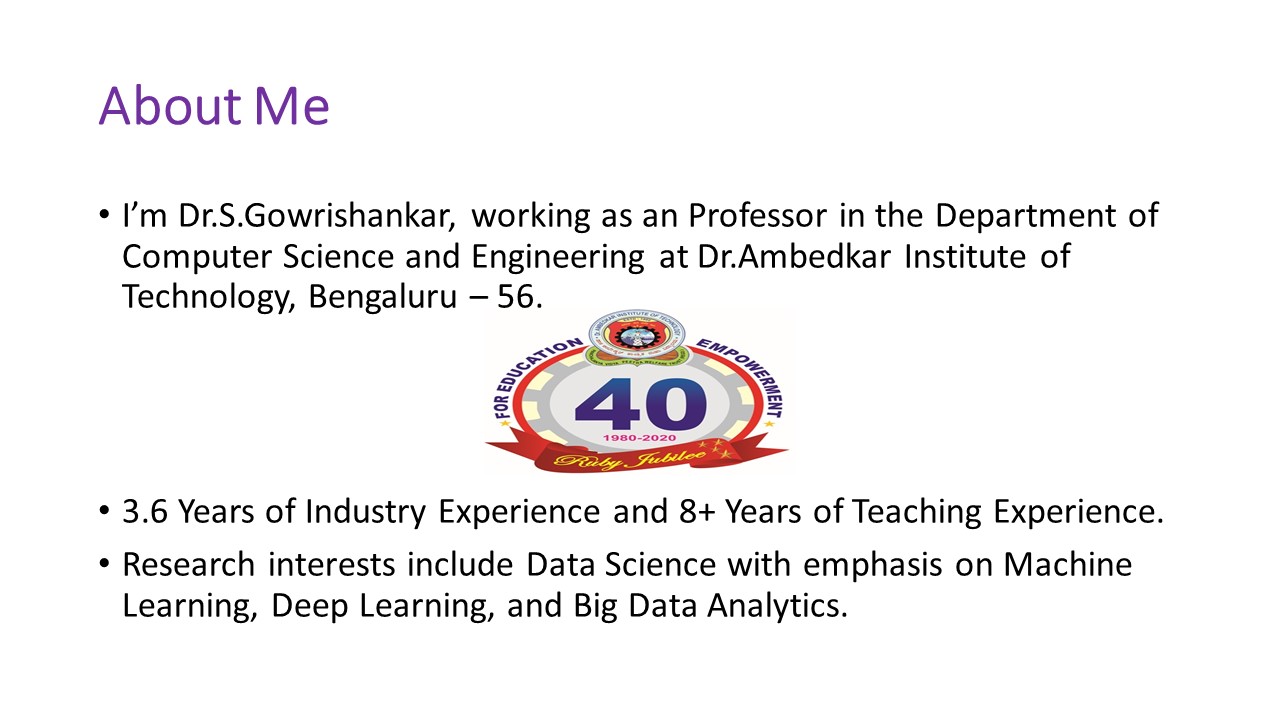 About Me
• I’m Dr.S.Gowrishankar, working as an Professor in the Department of
Computer Science and Engineering at Dr.Ambedkar Institute of
Technology, Bengaluru – 56.
FOR EDUCATION EMPOWERMENT
40
1980-2020
Ruby Jubilee
• 3.6 Years of Industry Experience and 8+ Years of Teaching Experience.
• Research interests include Data Science with emphasis on Machine
Learning, Deep Learning, and Big Data Analytics.